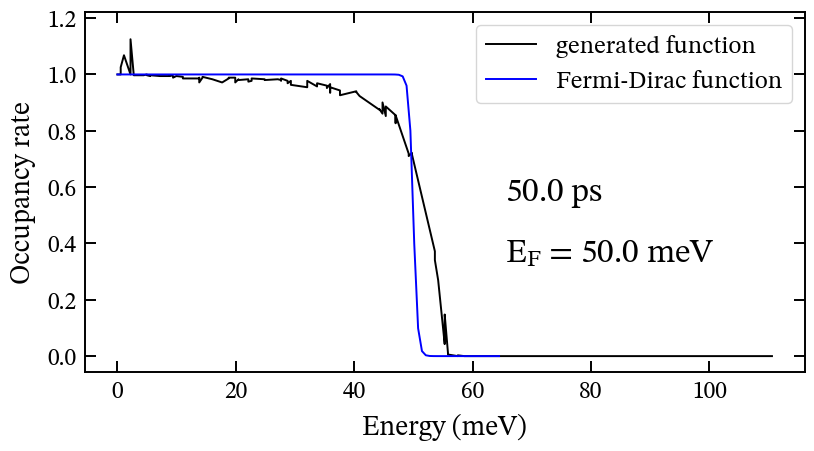 1.2
1.0
0.8
0.6
0.4
0.2
0.0
Occupancy rate
generated function
Fermi-Dirac function
50.0 ps
E_F = 50.0 meV
0 20 40 60 80 100
Energy (meV)